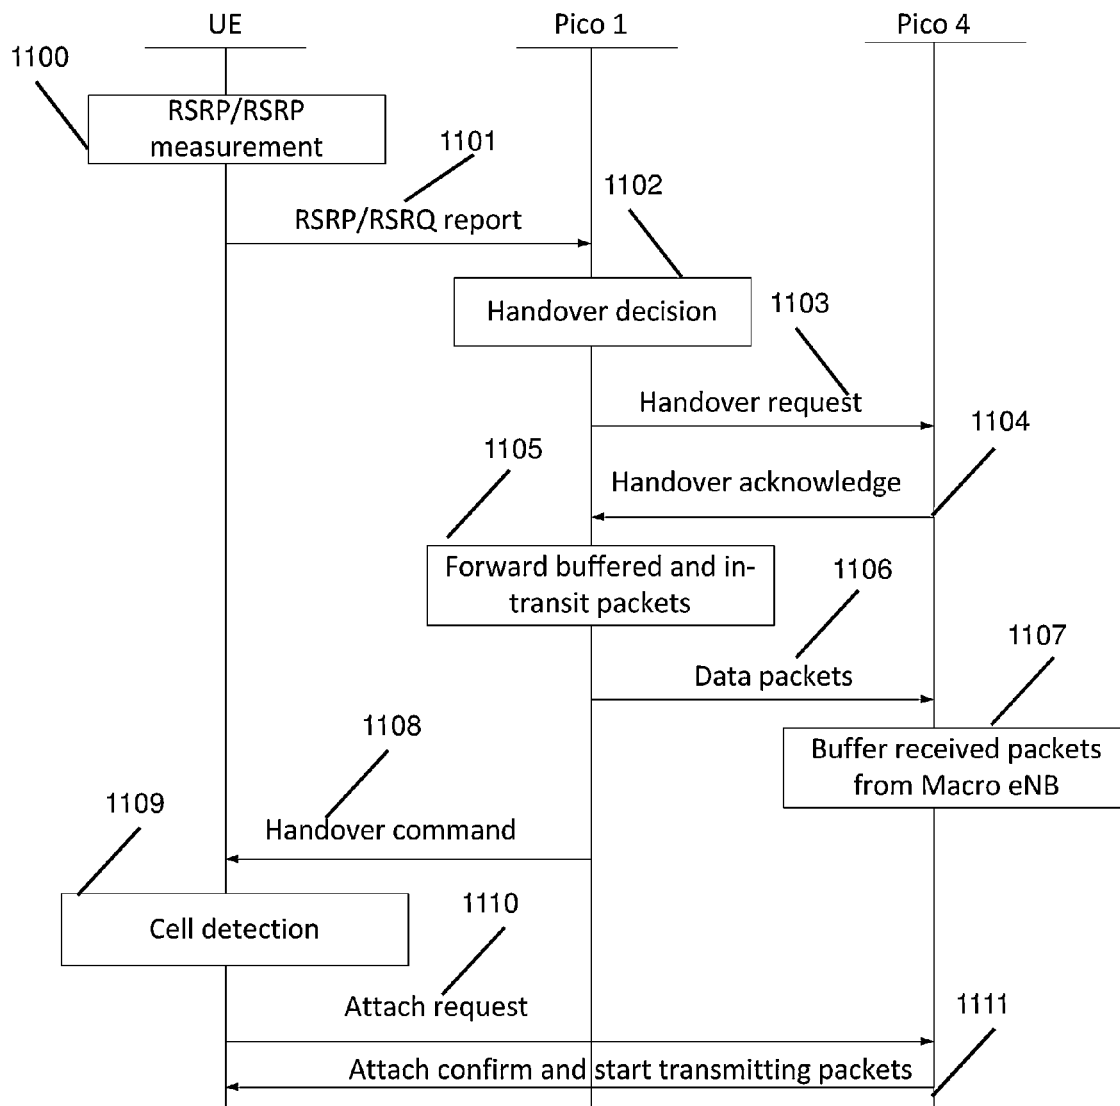 UE
Pico 1
Pico 4
1100
RSRP/RSRP
measurement
1101
RSRP/RSRQ report
1102
Handover decision
1103
Handover request
1104
Handover acknowledge
1105
Forward buffered and in-
transit packets
1106
Data packets
1107
Buffer received packets
from Macro eNB
1108
Handover command
1109
Cell detection
1110
Attach request
1111
Attach confirm and start transmitting packets